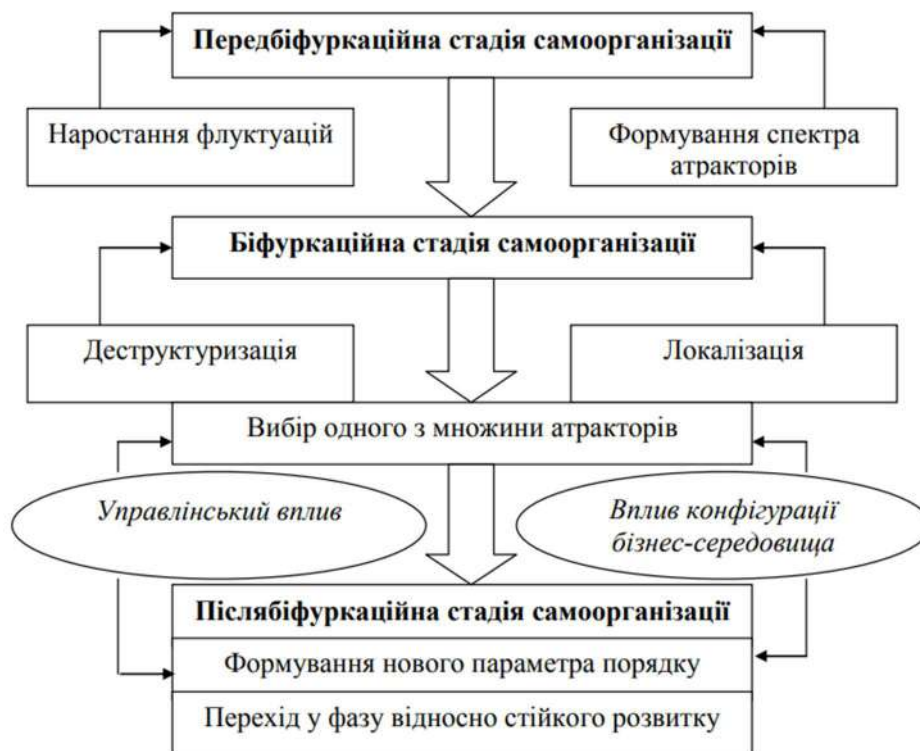 Передбіфуркаційна стадія самоорганізації
Наростання флуктуацій
Формування спектра
атракторів
Біфуркаційна стадія самоорганізації
Деструктуризація
Локалізація
Вибір одного з множини атракторів
Управлінський вплив
Вплив конфігурації
бізнес-середовища
Післябіфуркаційна стадія самоорганізації
Формування нового параметра порядку
Перехід у фазу відносно стійкого розвитку